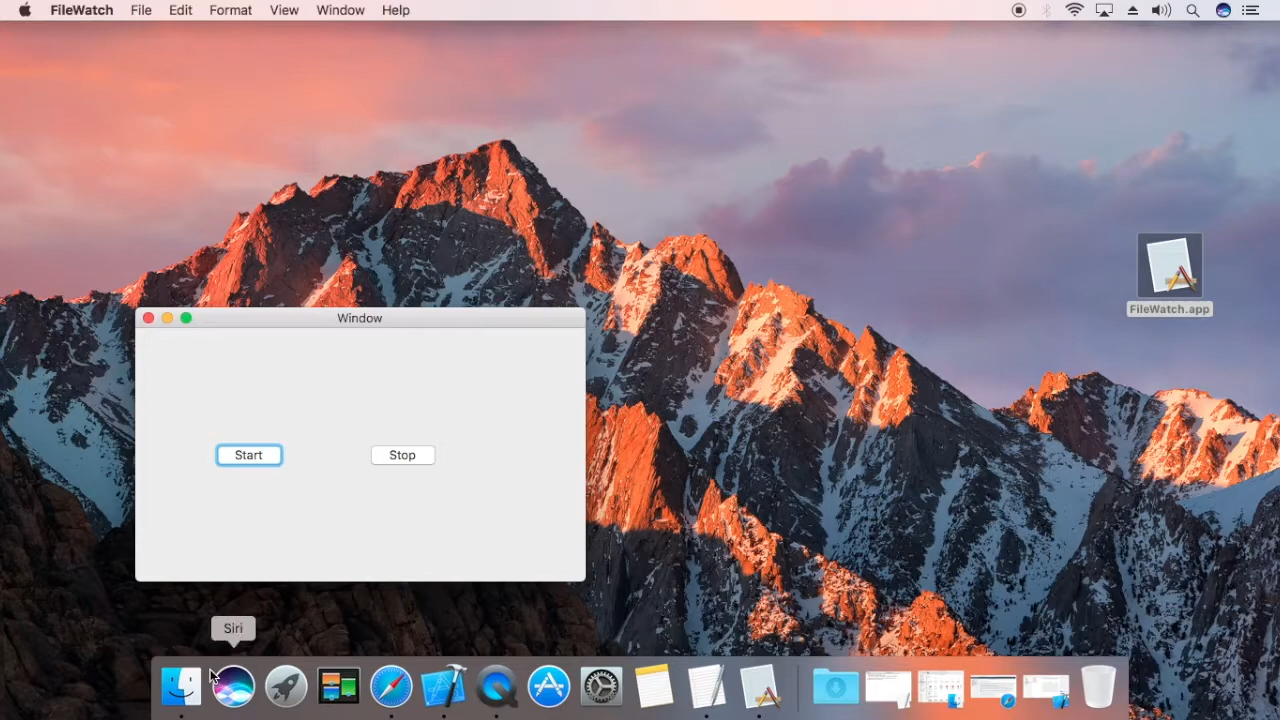 FileWatch File Edit Format View Window Help
FileWatch.app
Window
Start Stop
Siri